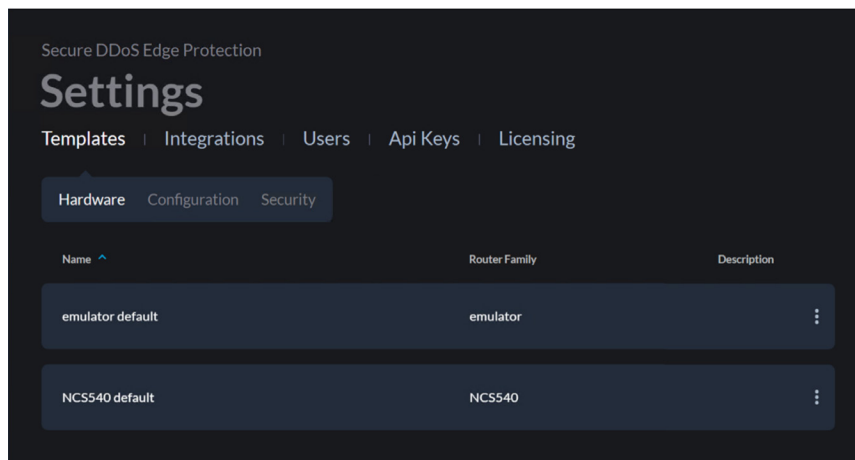 Secure DDoS Edge Protection
Settings
Templates | Integrations | Users | Api Keys | Licensing
Hardware Configuration Security
Name Router Family Description
emulator default emulator
NCS540 default NCS540